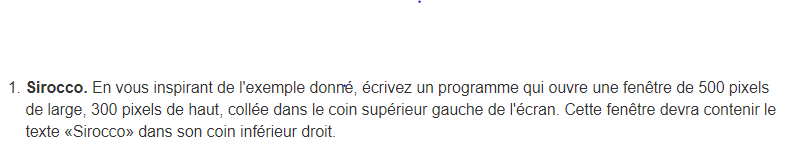 1. Sirocco. En vous inspirant de l'exemple donné, écrivez un programme qui ouvre une fenêtre de 500 pixels
de large, 300 pixels de haut, collée dans le coin supérieur gauche de l'écran. Cette fenêtre devra contenir le
texte «Sirocco» dans son coin inférieur droit.